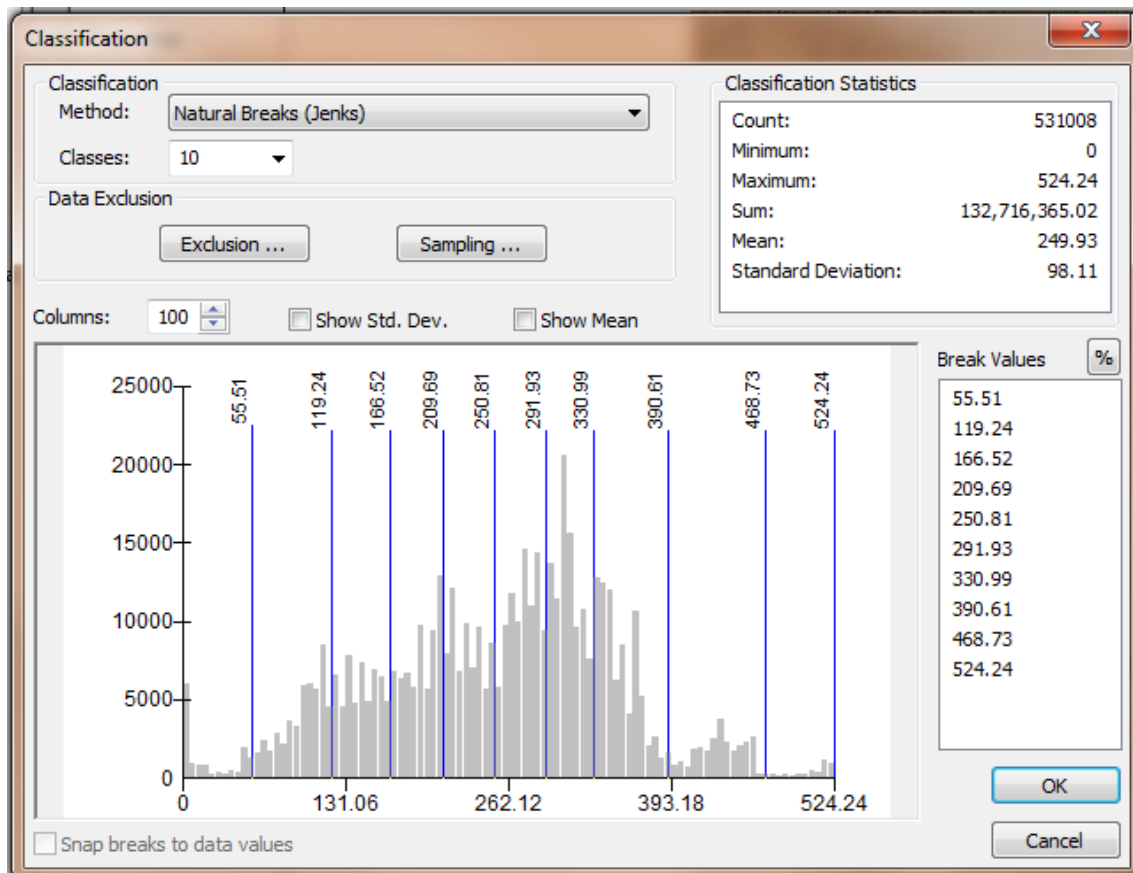 Classification
Classification
Method: Natural Breaks (Jenks)
Classes: 10
Data Exclusion
Exclusion ... Sampling ...
Classification Statistics
Count: 531008
Minimum: 0
Maximum: 524.24
Sum: 132,716,365.02
Mean: 249.93
Standard Deviation: 98.11
Columns: 100 Show Std. Dev. Show Mean
55.51 119.24 166.52 209.69 250.81 291.93 330.99 390.61 468.73 524.24
25000
20000
15000
10000
5000
0
0 131.06 262.12 393.18 524.24
Break Values %
55.51
119.24
166.52
209.69
250.81
291.93
330.99
390.61
468.73
524.24
Snap breaks to data values
OK
Cancel